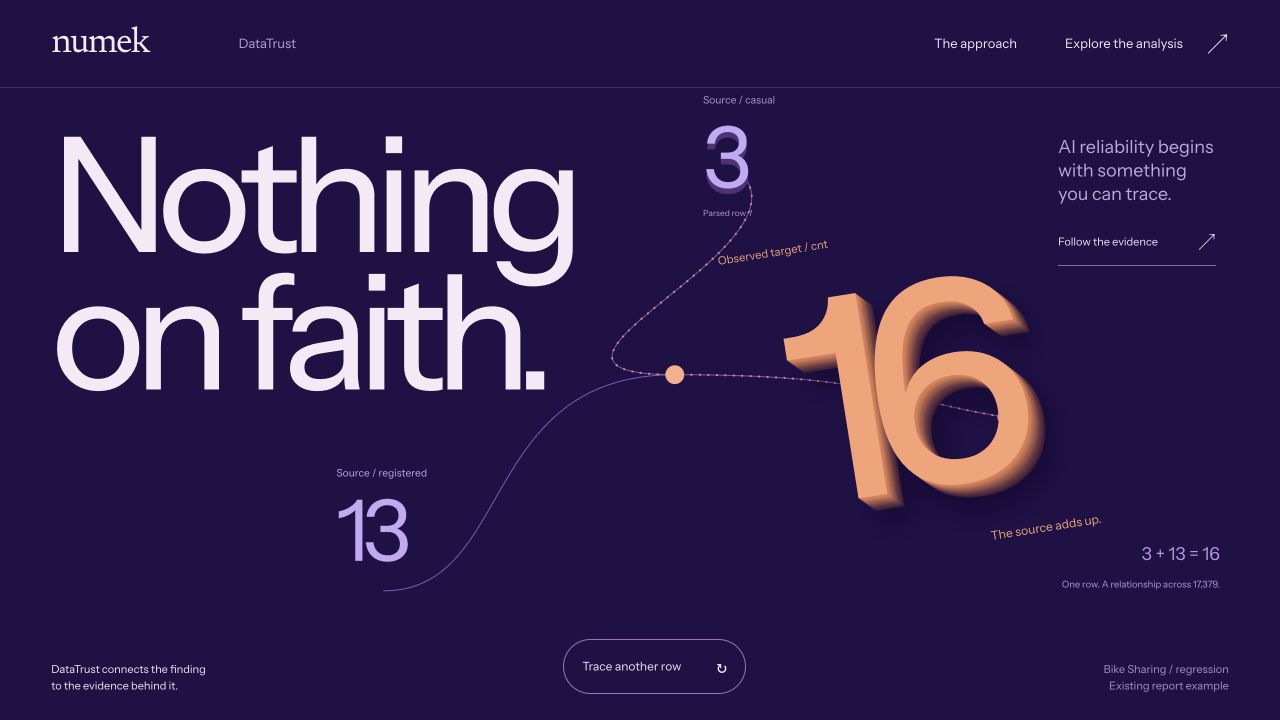 numek
DataTrust
The approach
Explore the analysis
Nothing
on faith.
Source / casual
3
Parsed row 1
Observed target / cnt
16
AI reliability begins
with something
you can trace.
Follow the evidence
Source / registered
13
The source adds up.
3 + 13 = 16
One row. A relationship across 17,379.
DataTrust connects the finding
to the evidence behind it.
Trace another row ↻
Bike Sharing / regression
Existing report example